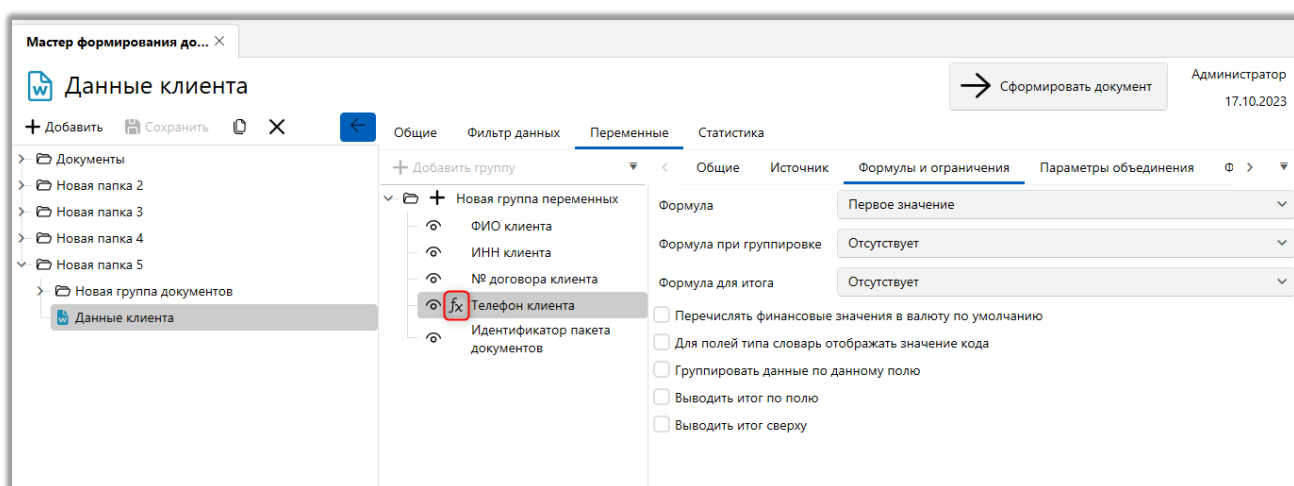 Мастер формирования до...
Данные клиента
Сформировать документ
Администратор
17.10.2023
Добавить
Сохранить
Общие
Фильтр данных
Переменные
Статистика
Документы
Новая папка 2
Новая папка 3
Новая папка 4
Новая папка 5
Новая группа документов
Данные клиента
Добавить группу
Новая группа переменных
ФИО клиента
ИНН клиента
№ договора клиента
fx Телефон клиента
Идентификатор пакета
документов
Общие
Источник
Формулы и ограничения
Параметры объединения
Ф
Формула
Первое значение
Формула при группировке
Отсутствует
Формула для итога
Отсутствует
Перечислять финансовые значения в валюту по умолчанию
Для полей типа словарь отображать значение кода
Группировать данные по данному полю
Выводить итог по полю
Выводить итог сверху